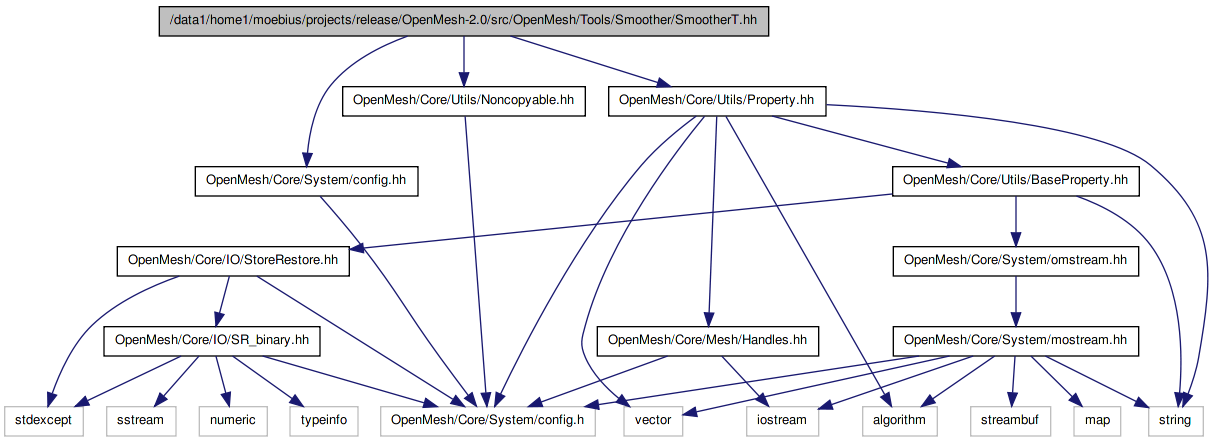 /data1/home1/moebius/projects/release/OpenMesh-2.0/src/OpenMesh/Tools/Smoother/SmootherT.hh
OpenMesh/Core/Utils/Noncopyable.hh
OpenMesh/Core/Utils/Property.hh
OpenMesh/Core/System/config.hh
OpenMesh/Core/Utils/BaseProperty.hh
OpenMesh/Core/IO/StoreRestore.hh
OpenMesh/Core/System/omstream.hh
OpenMesh/Core/IO/SR_binary.hh
OpenMesh/Core/Mesh/Handles.hh
OpenMesh/Core/System/mostream.hh
stdexcept
sstream
numeric
typeinfo
OpenMesh/Core/System/config.h
vector
iostream
algorithm
streambuf
map
string